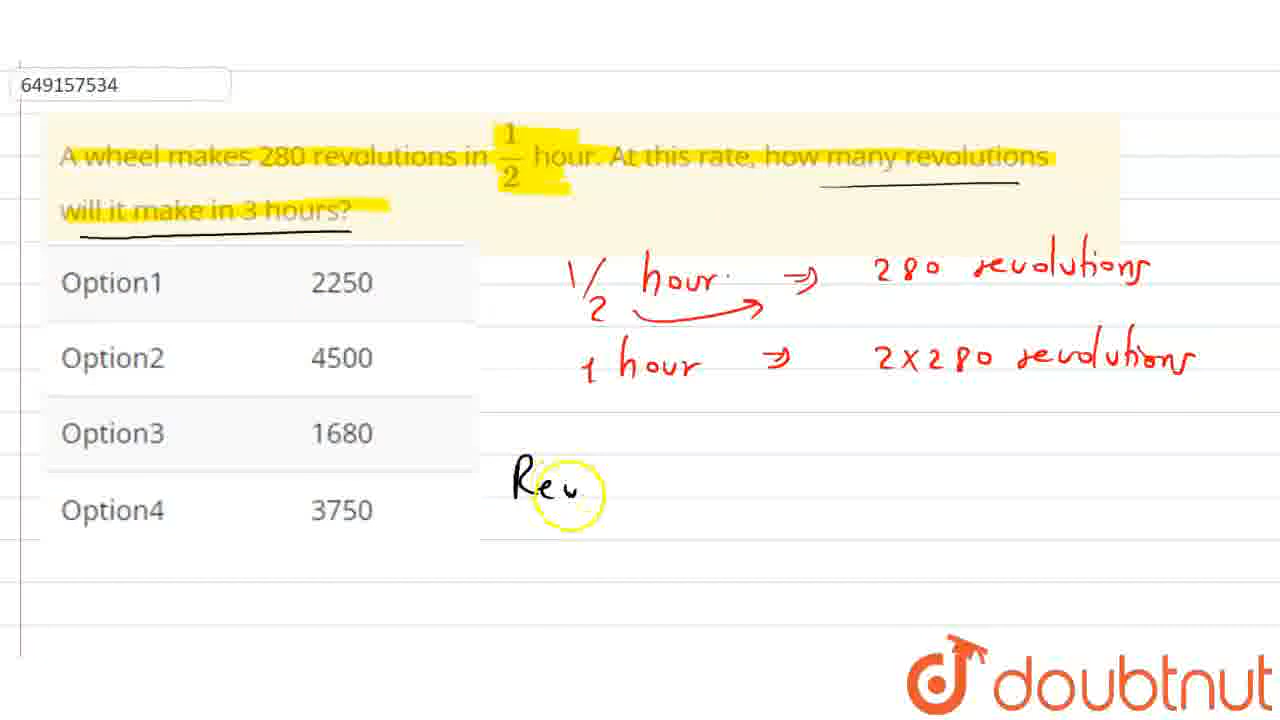 649157534
A wheel makes 280 revolutions in 1/2 hour. At this rate, how many revolutions
will it make in 3 hours?
Option1 2250
Option2 4500
Option3 1680
Option4 3750
1/2 hour. ⇒ 280 revolutions
1 hour ⇒ 2×280 revolutions
Rev
doubtnut